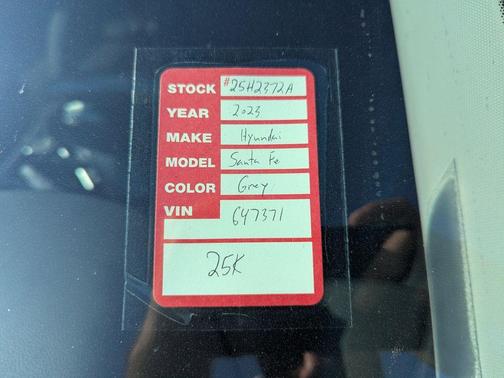 STOCK #25H2372A
YEAR 2023
MAKE Hyundai
MODEL Santa Fe
COLOR Grey
VIN 647371
25K